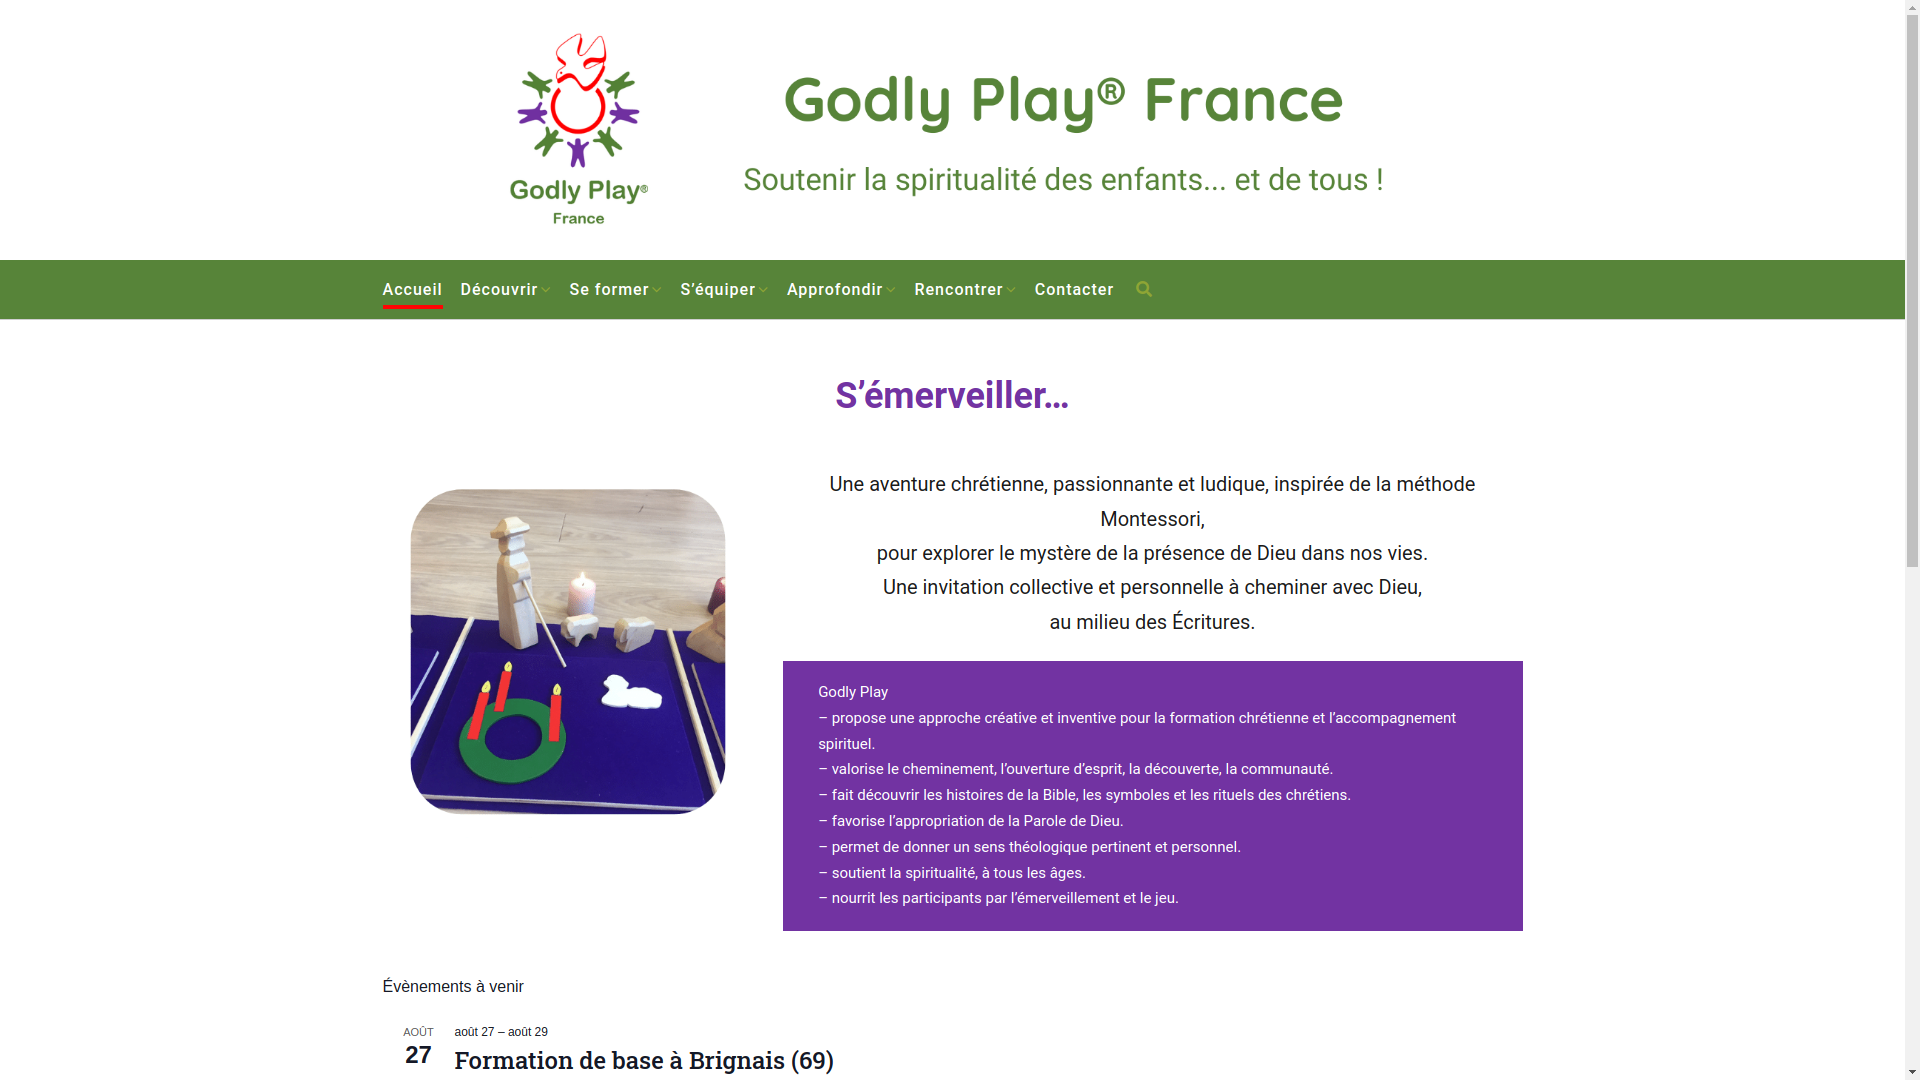 Godly Play®
France
Godly Play® France
Soutenir la spiritualité des enfants... et de tous !
Accueil Découvrir Se former S’équiper Approfondir Rencontrer Contacter
S’émerveiller…
Une aventure chrétienne, passionnante et ludique, inspirée de la méthode
Montessori,
pour explorer le mystère de la présence de Dieu dans nos vies.
Une invitation collective et personnelle à cheminer avec Dieu,
au milieu des Écritures.
Godly Play
– propose une approche créative et inventive pour la formation chrétienne et l’accompagnement
spirituel.
– valorise le cheminement, l’ouverture d’esprit, la découverte, la communauté.
– fait découvrir les histoires de la Bible, les symboles et les rituels des chrétiens.
– favorise l’appropriation de la Parole de Dieu.
– permet de donner un sens théologique pertinent et personnel.
– soutient la spiritualité, à tous les âges.
– nourrit les participants par l’émerveillement et le jeu.
Évènements à venir
AOÛT
27
août 27 – août 29
Formation de base à Brignais (69)